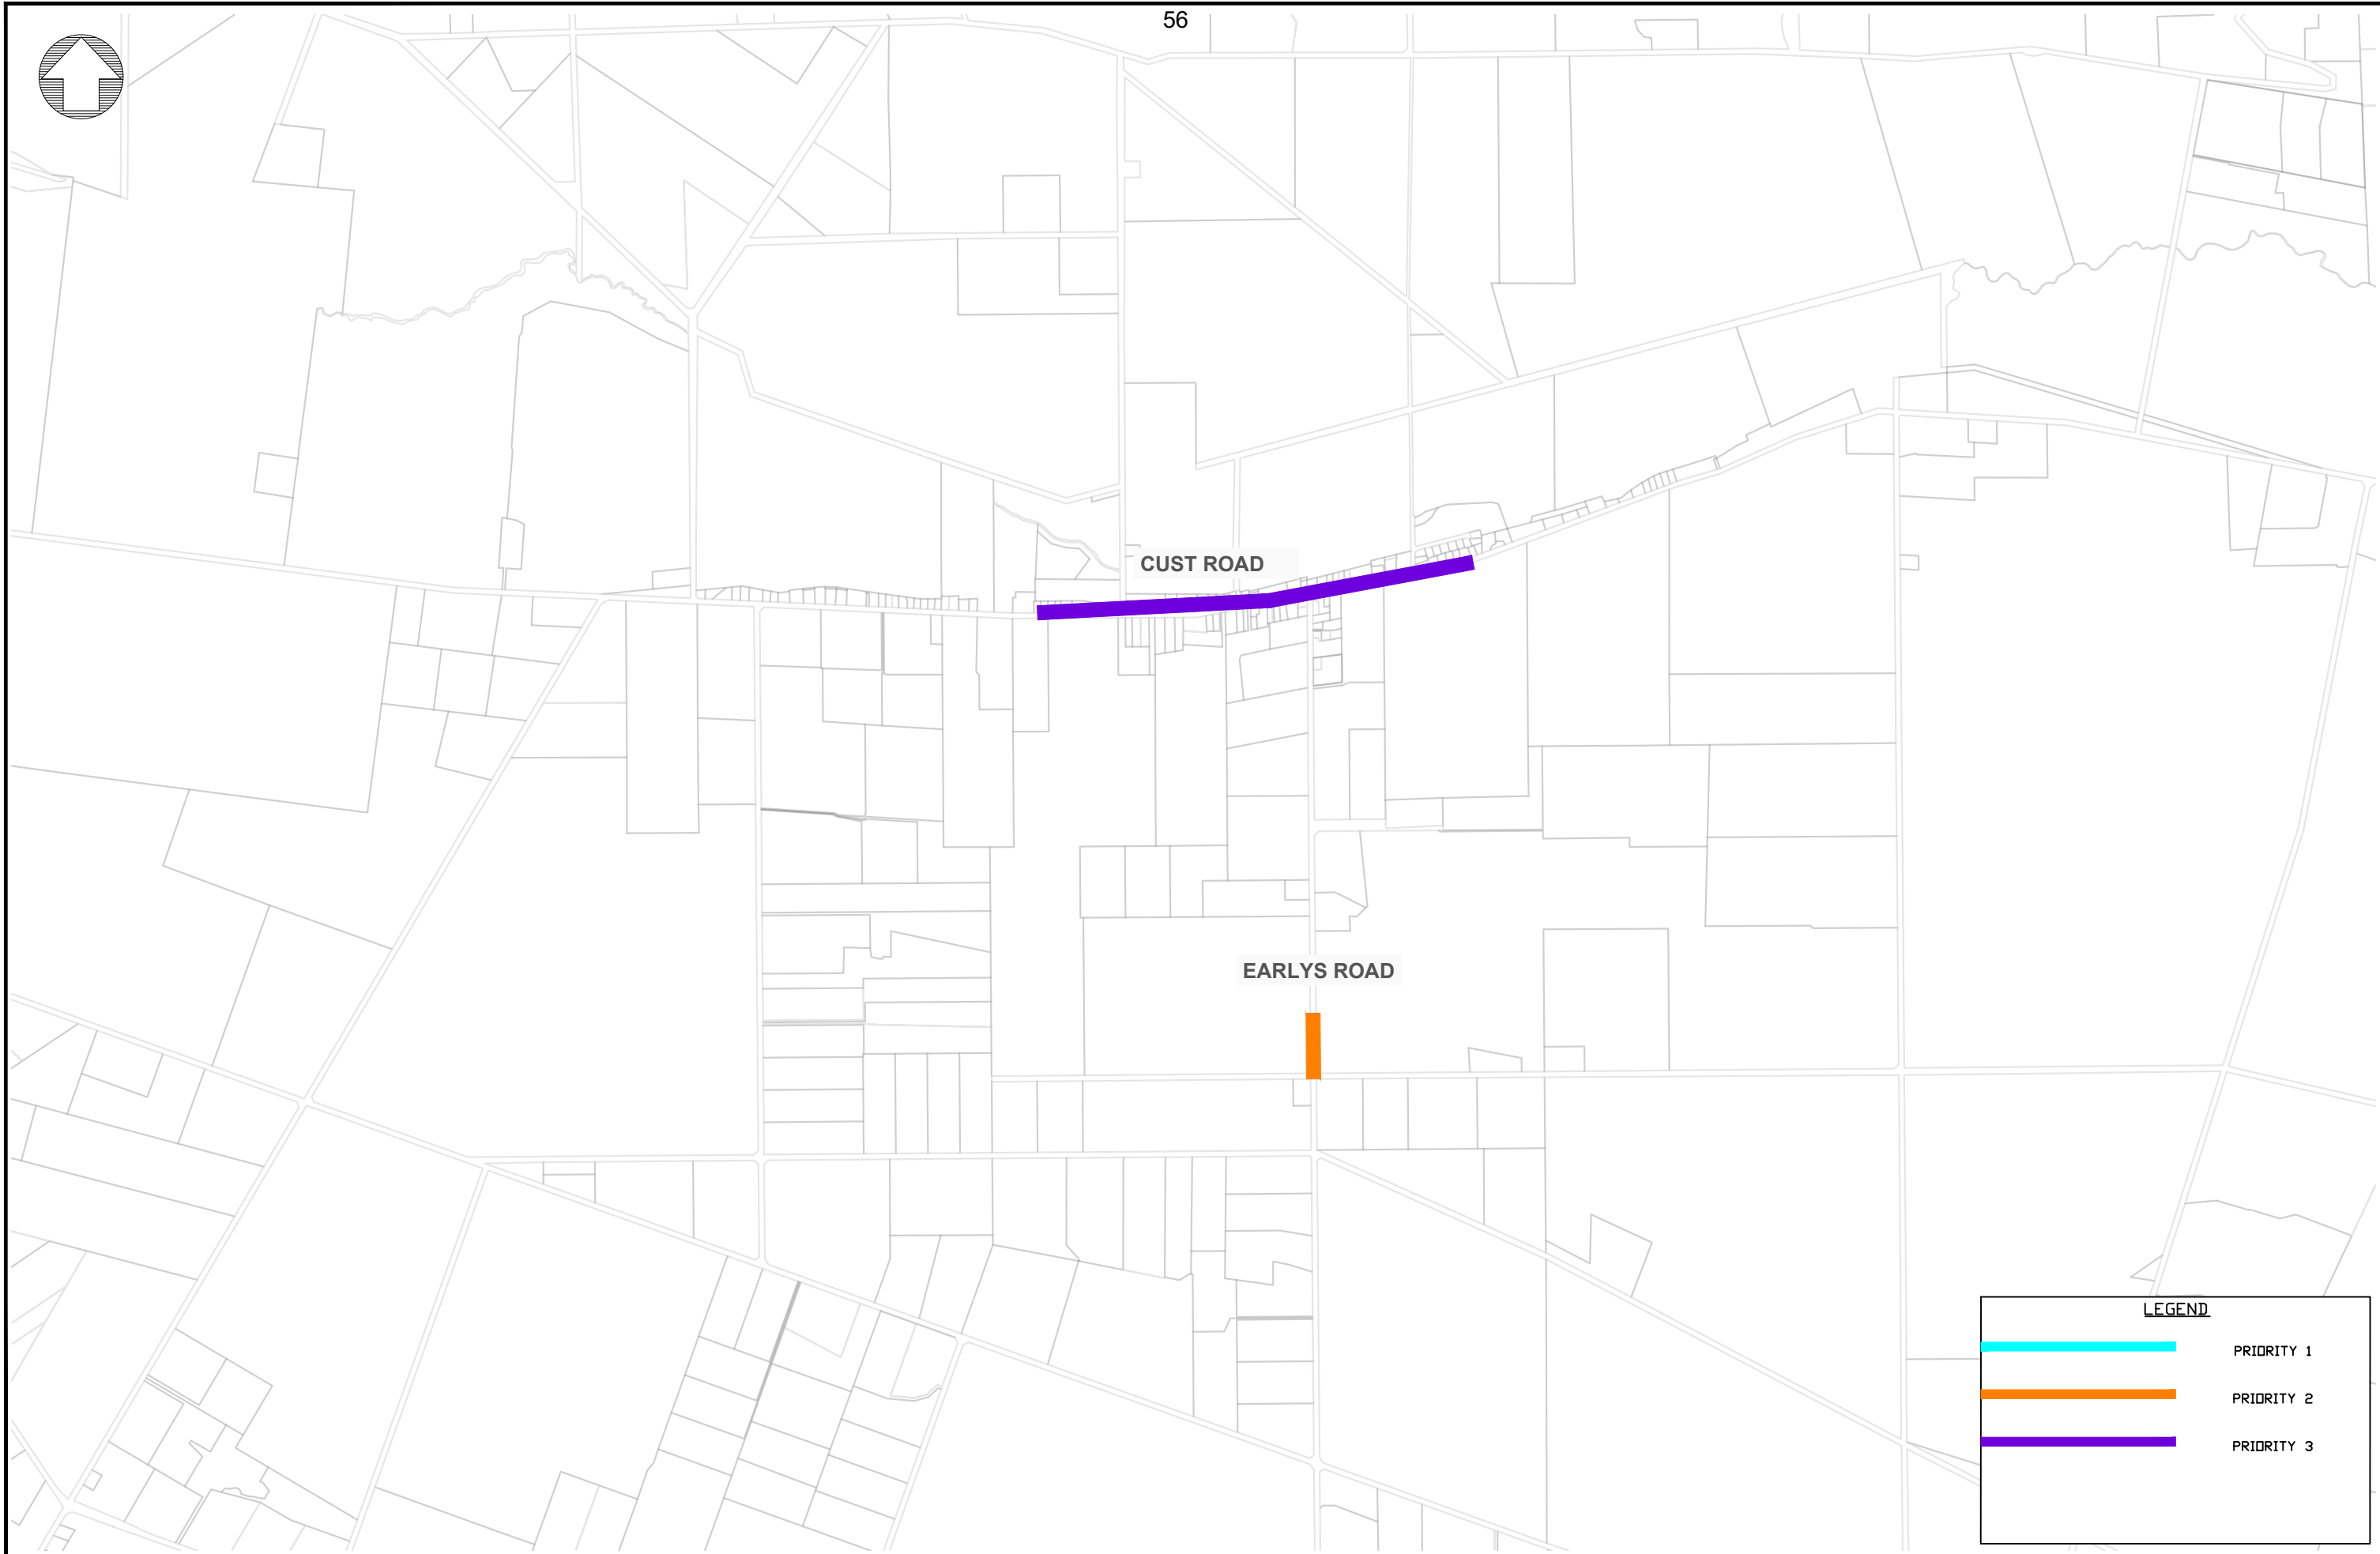 56
CUST ROAD
EARLYS ROAD
LEGEND
PRIORITY 1
PRIORITY 2
PRIORITY 3